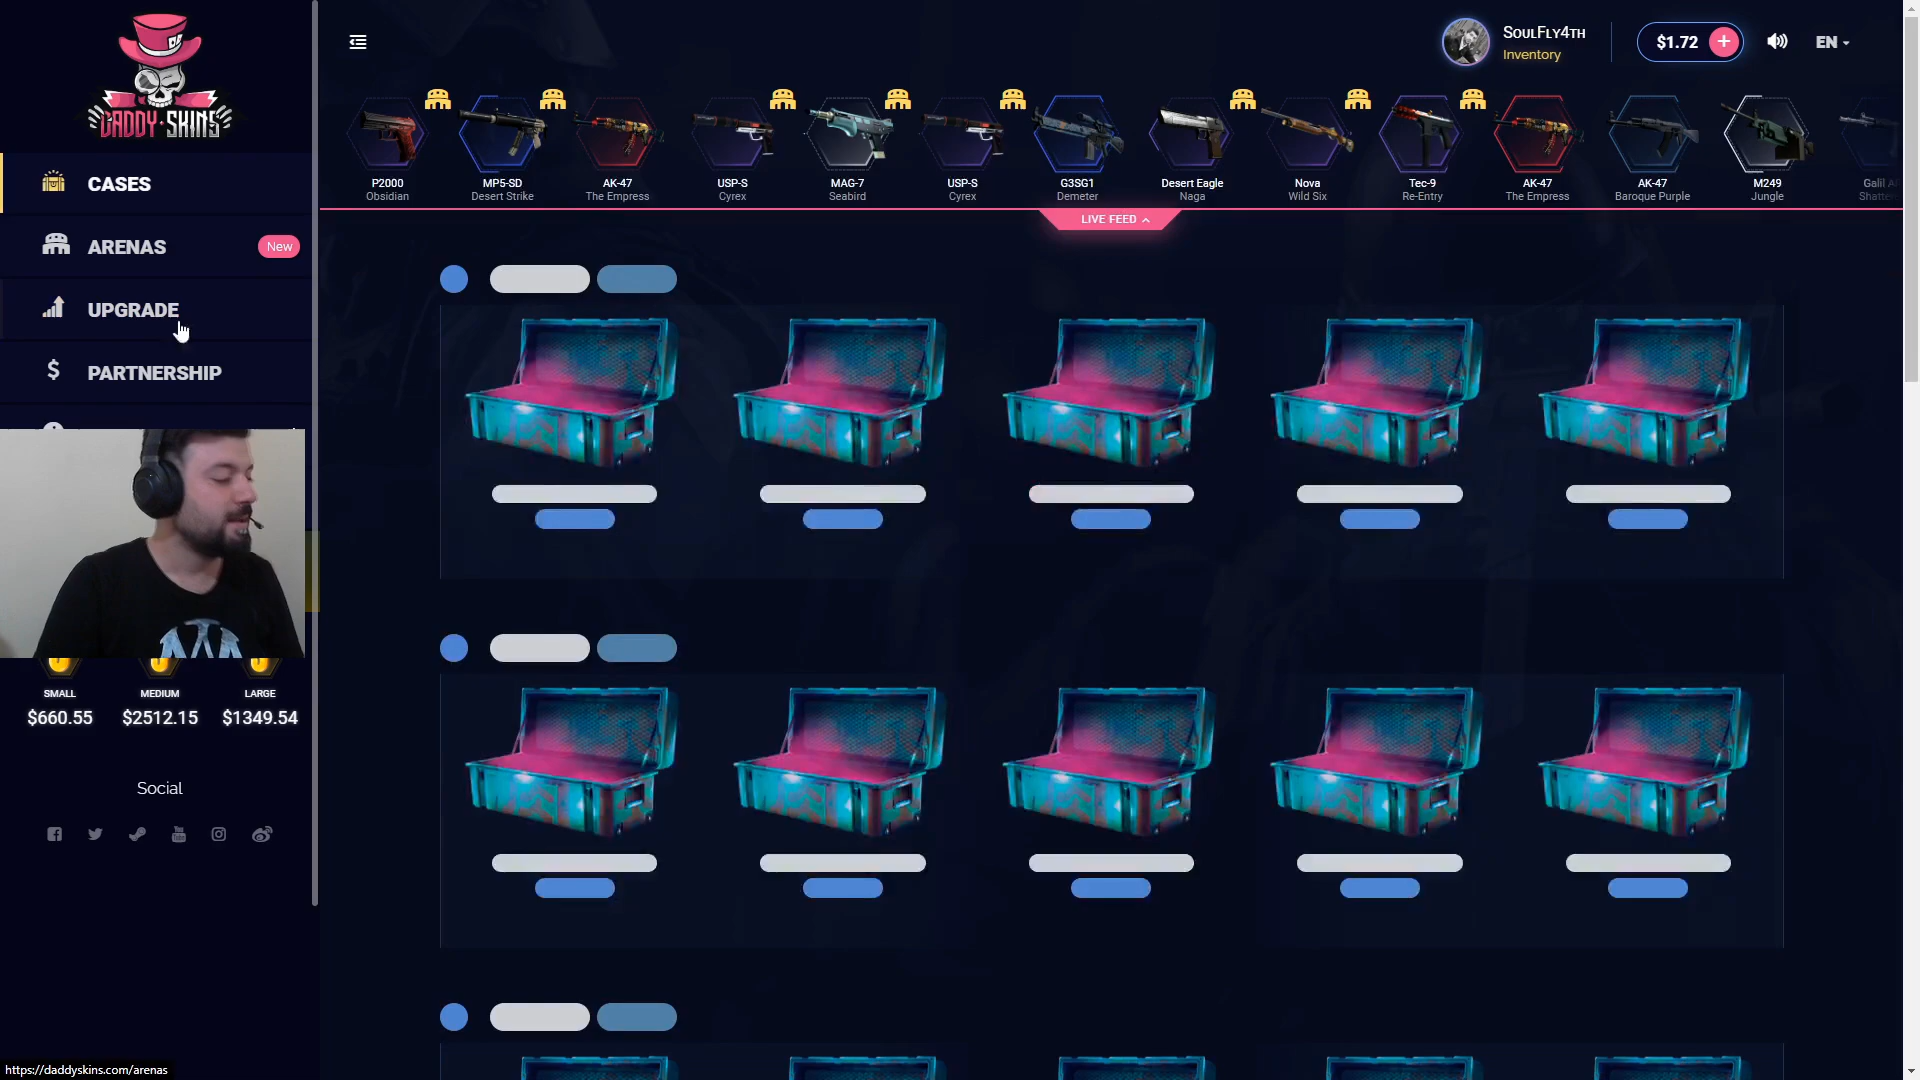 DADDY SKINS
SoulFly4th
Inventory
$1.72
EN
P2000
Obsidian
MP5-SD
Desert Strike
AK-47
The Empress
USP-S
Cyrex
MAG-7
Seabird
USP-S
Cyrex
G3SG1
Demeter
Desert Eagle
Naga
Nova
Wild Six
Tec-9
Re-Entry
AK-47
The Empress
AK-47
Baroque Purple
M249
Jungle
Galil
LIVE FEED
CASES
ARENAS
New
UPGRADE
PARTNERSHIP
SMALL
MEDIUM
LARGE
$660.55
$2512.15
$1349.54
Social
https://daddyskins.com/arenas